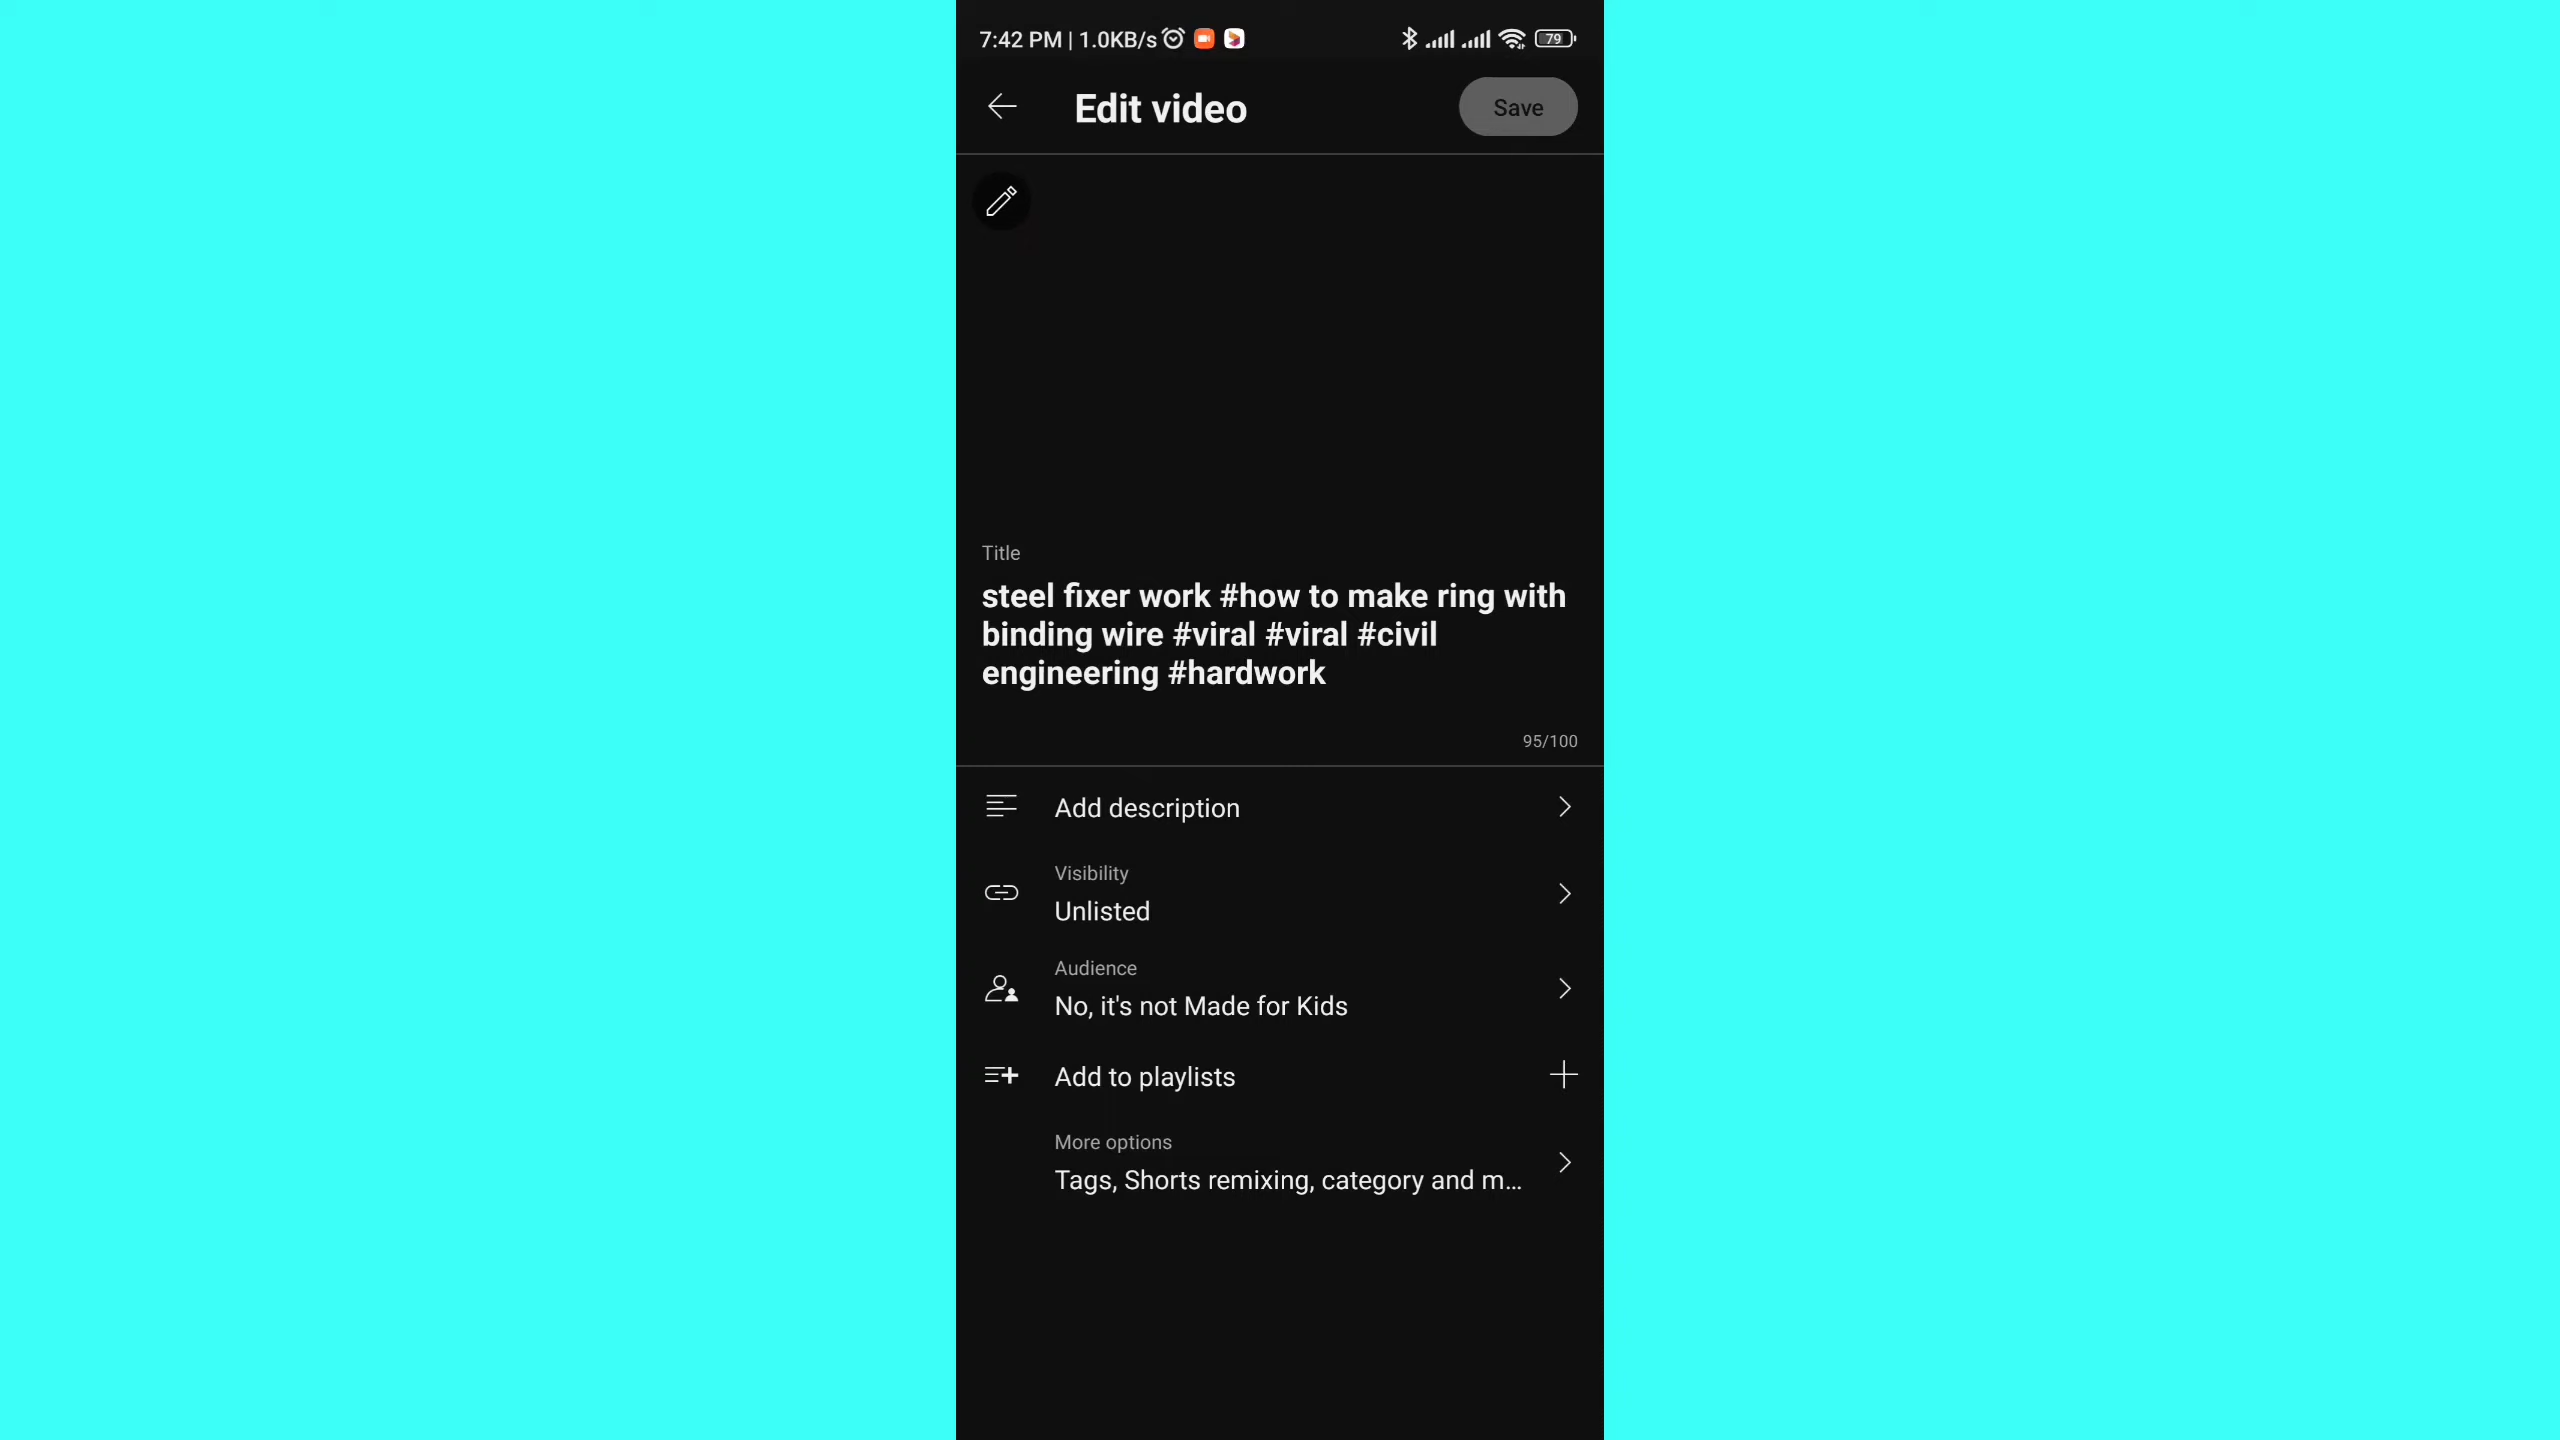 7:42 PM | 1.0KB/s
79
Edit video
Save
Title
steel fixer work #how to make ring with
binding wire #viral #viral #civil
engineering #hardwork
95/100
Add description
Visibility
Unlisted
Audience
No, it's not Made for Kids
Add to playlists
More options
Tags, Shorts remixing, category and m...